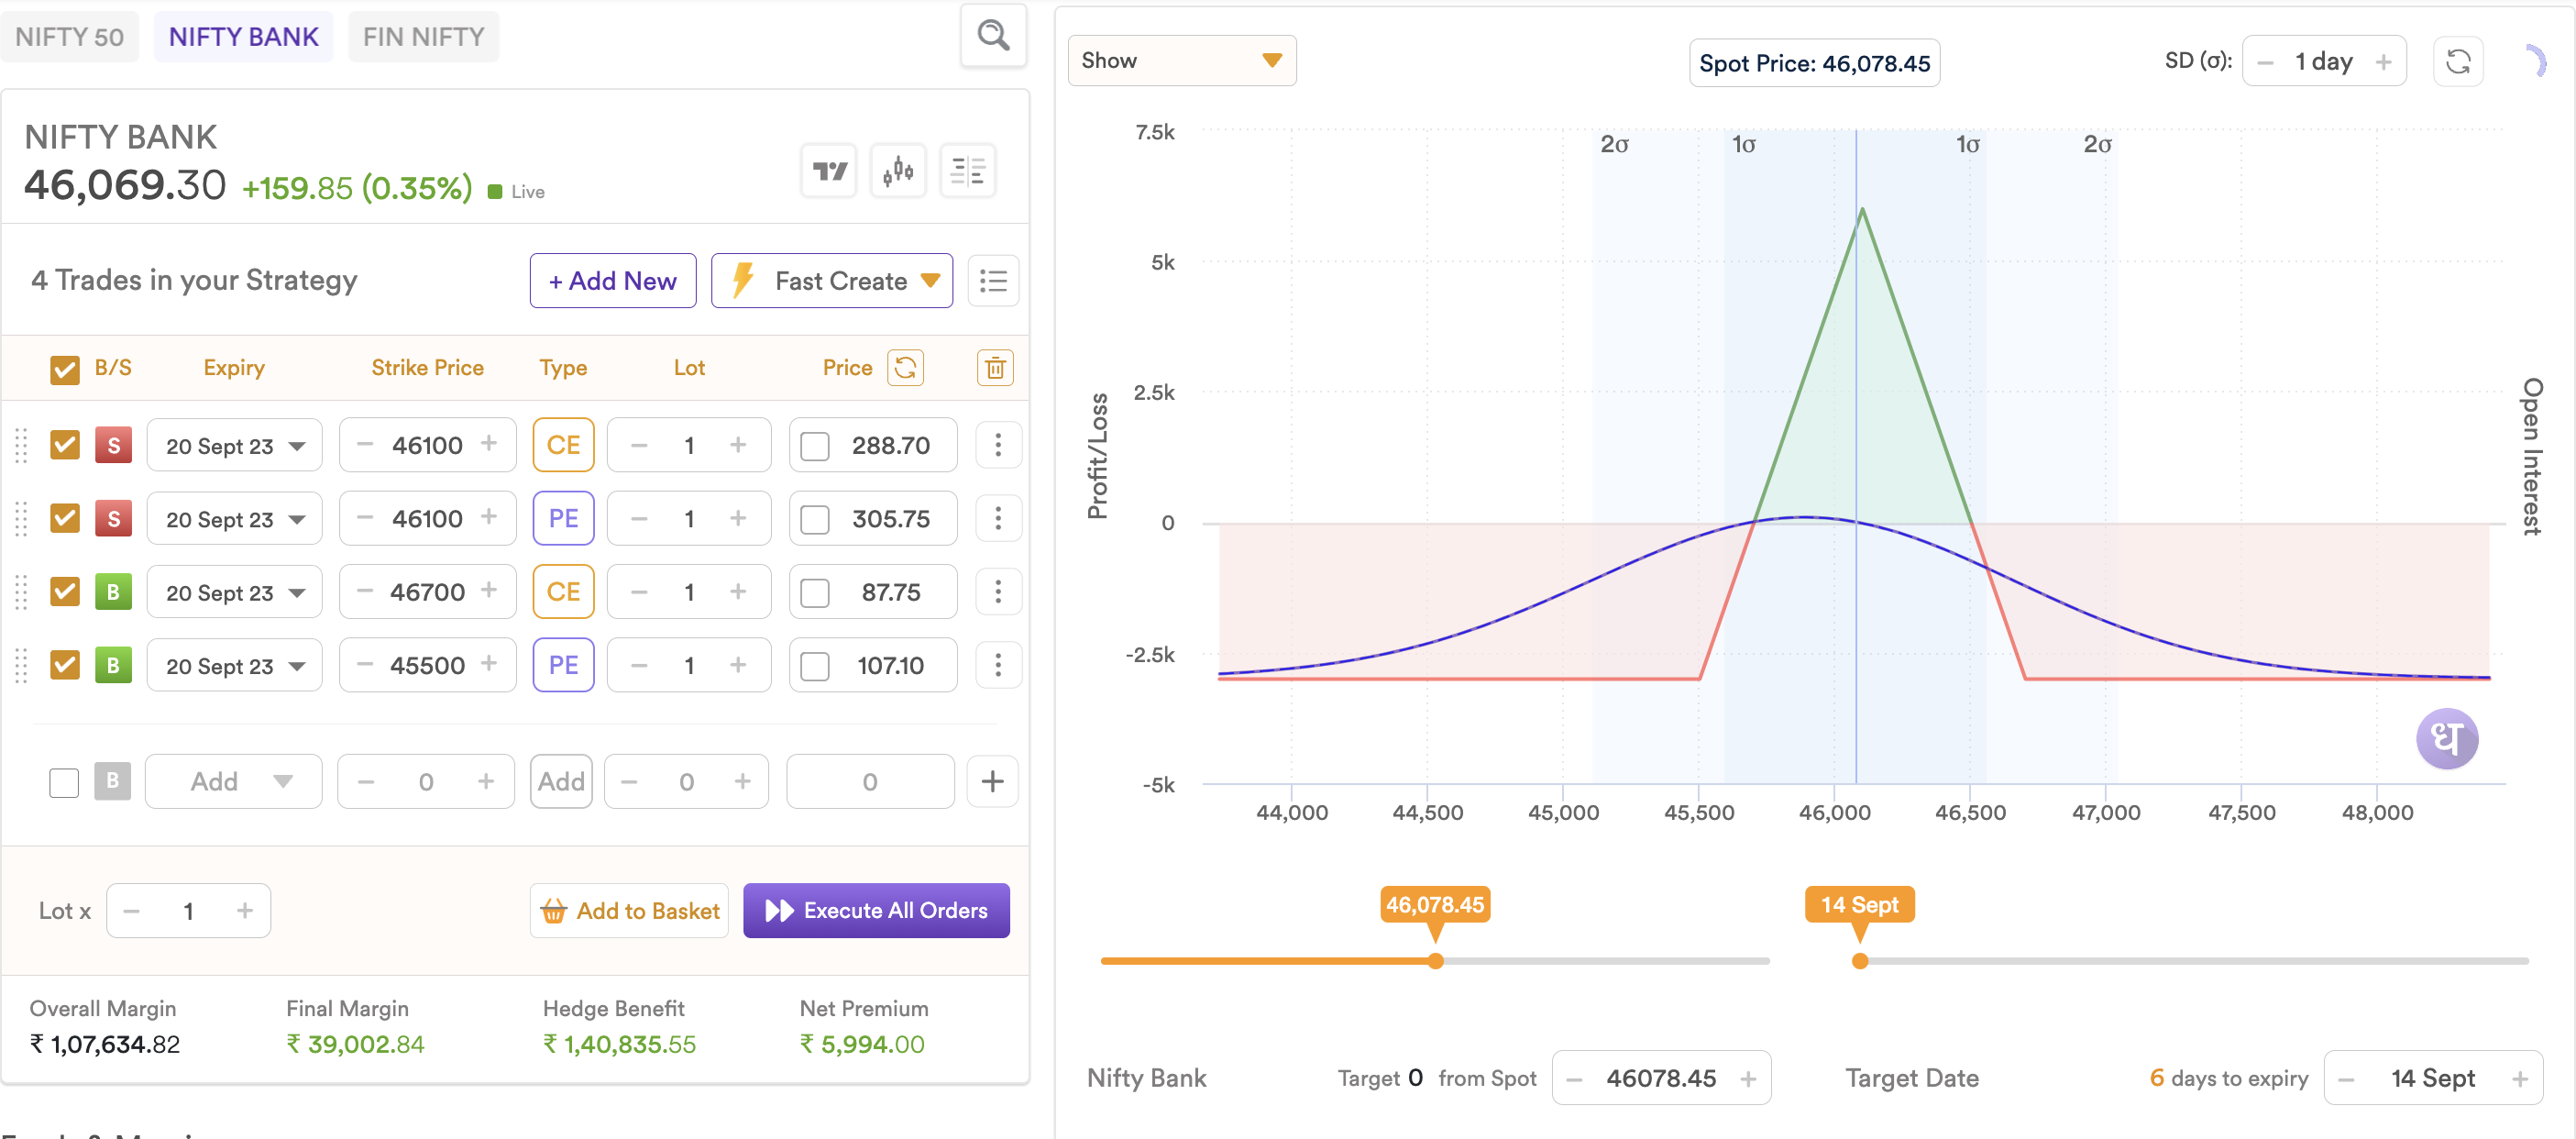 NIFTY 50 NIFTY BANK FIN NIFTY
NIFTY BANK
46,069.30 +159.85 (0.35%) Live
4 Trades in your Strategy + Add New Fast Create
B/S Expiry Strike Price Type Lot Price
S 20 Sept 23 − 46100 + CE − 1 + 288.70
S 20 Sept 23 − 46100 + PE − 1 + 305.75
B 20 Sept 23 − 46700 + CE − 1 + 87.75
B 20 Sept 23 − 45500 + PE − 1 + 107.10
B Add − 0 + Add − 0 + 0 +
Lot x − 1 + Add to Basket Execute All Orders
Overall Margin Final Margin Hedge Benefit Net Premium
₹ 1,07,634.82 ₹ 39,002.84 ₹ 1,40,835.55 ₹ 5,994.00
Show Spot Price: 46,078.45 SD (σ): − 1 day +
2σ 1σ 1σ 2σ
7.5k
5k
2.5k
0
-2.5k
-5k
Profit/Loss
Open Interest
ध
44,000 44,500 45,000 45,500 46,000 46,500 47,000 47,500 48,000
46,078.45 14 Sept
Nifty Bank Target 0 from Spot − 46078.45 + Target Date 6 days to expiry − 14 Sept +